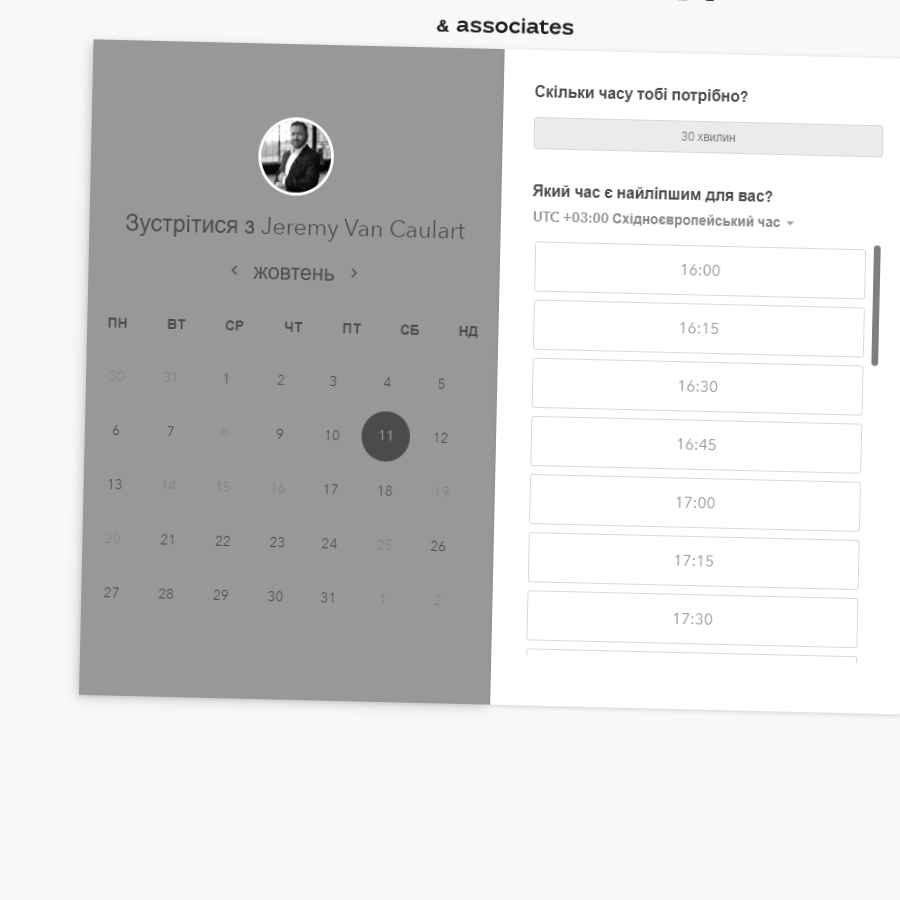 & associates
Зустрітися з Jeremy Van Caulart
жовтень
ПН ВТ СР ЧТ ПТ СБ НД
30 31 1 2 3 4 5
6 7 8 9 10 11 12
13 14 15 16 17 18 19
20 21 22 23 24 25 26
27 28 29 30 31 1 2
Скільки часу тобі потрібно?
30 хвилин
Який час є найліпшим для вас?
UTC +03:00 Східноєвропейський час
16:00
16:15
16:30
16:45
17:00
17:15
17:30